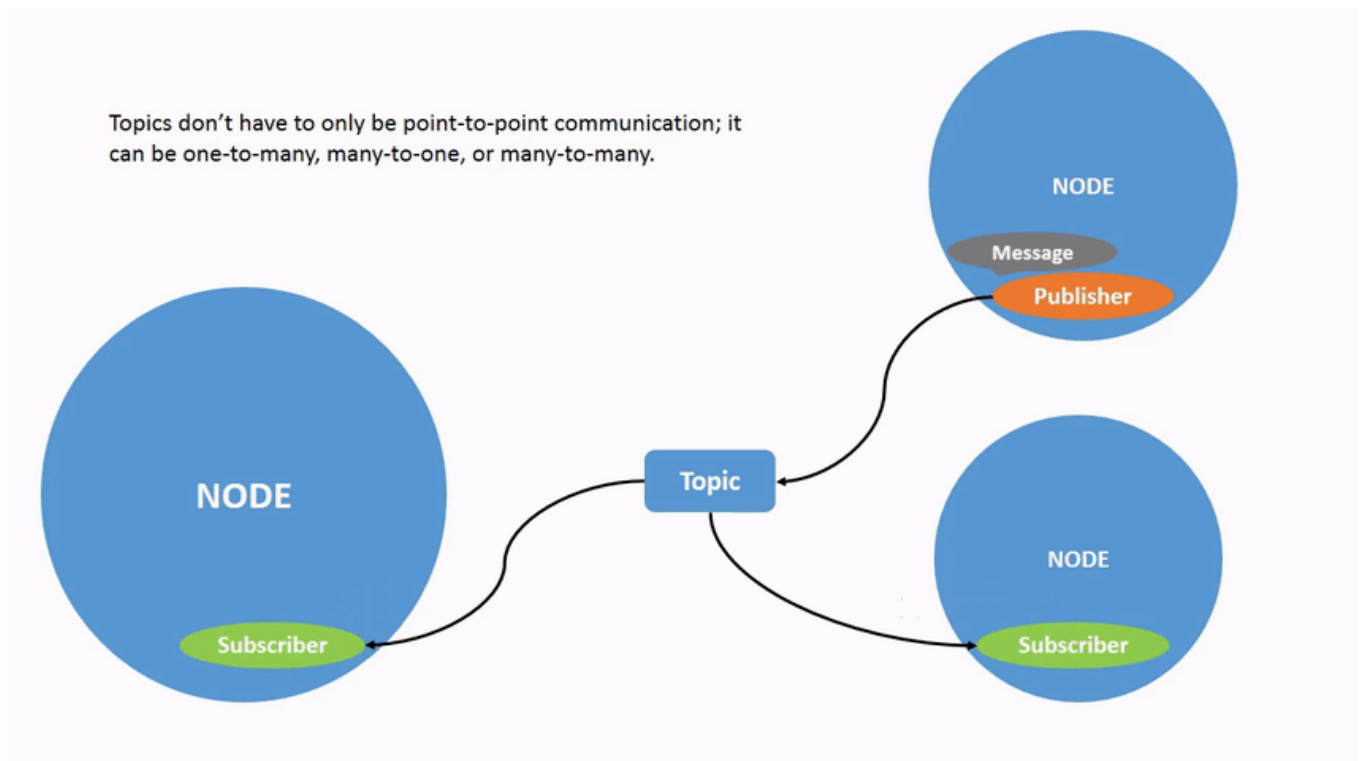 Topics don’t have to only be point-to-point communication; it
can be one-to-many, many-to-one, or many-to-many.
NODE
Message
Publisher
Topic
NODE
Subscriber
NODE
Subscriber